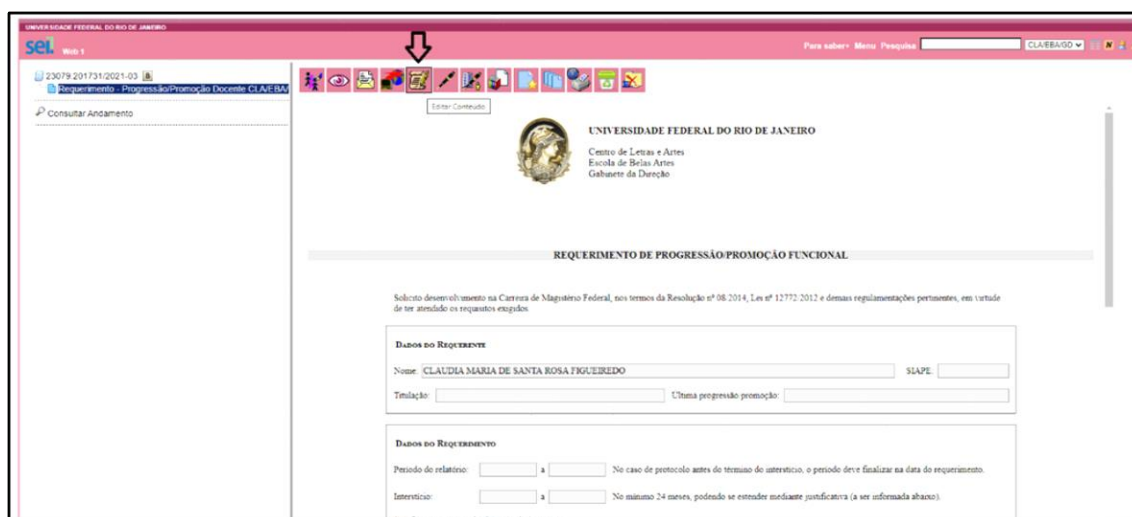 UNIVERSIDADE FEDERAL DO RIO DE JANEIRO
sei. Web 1
Para saber+ Menu Pesquisa CLA/EBA/GD
23079.201731/2021-03
Requerimento - Progressão/Promoção Docente CLA/EBA/
Consultar Andamento
Editar Conteúdo
UNIVERSIDADE FEDERAL DO RIO DE JANEIRO
Centro de Letras e Artes
Escola de Belas Artes
Gabinete da Direção
REQUERIMENTO DE PROGRESSÃO/PROMOÇÃO FUNCIONAL
Solicito desenvolvimento na Carreira de Magistério Federal, nos termos da Resolução nº 08/2014, Lei nº 12772/2012 e demais regulamentações pertinentes, em virtude
de ter atendido os requisitos exigidos.
DADOS DO REQUERENTE
Nome: CLAUDIA MARIA DE SANTA ROSA FIGUEIREDO SIAPE:
Titulação: Última progressão/promoção:
DADOS DO REQUERIMENTO
Período do relatório: a No caso de protocolo antes do término do interstício, o período deve finalizar na data do requerimento.
Interstício: a No mínimo 24 meses, podendo se estender mediante justificativa (a ser informada abaixo).